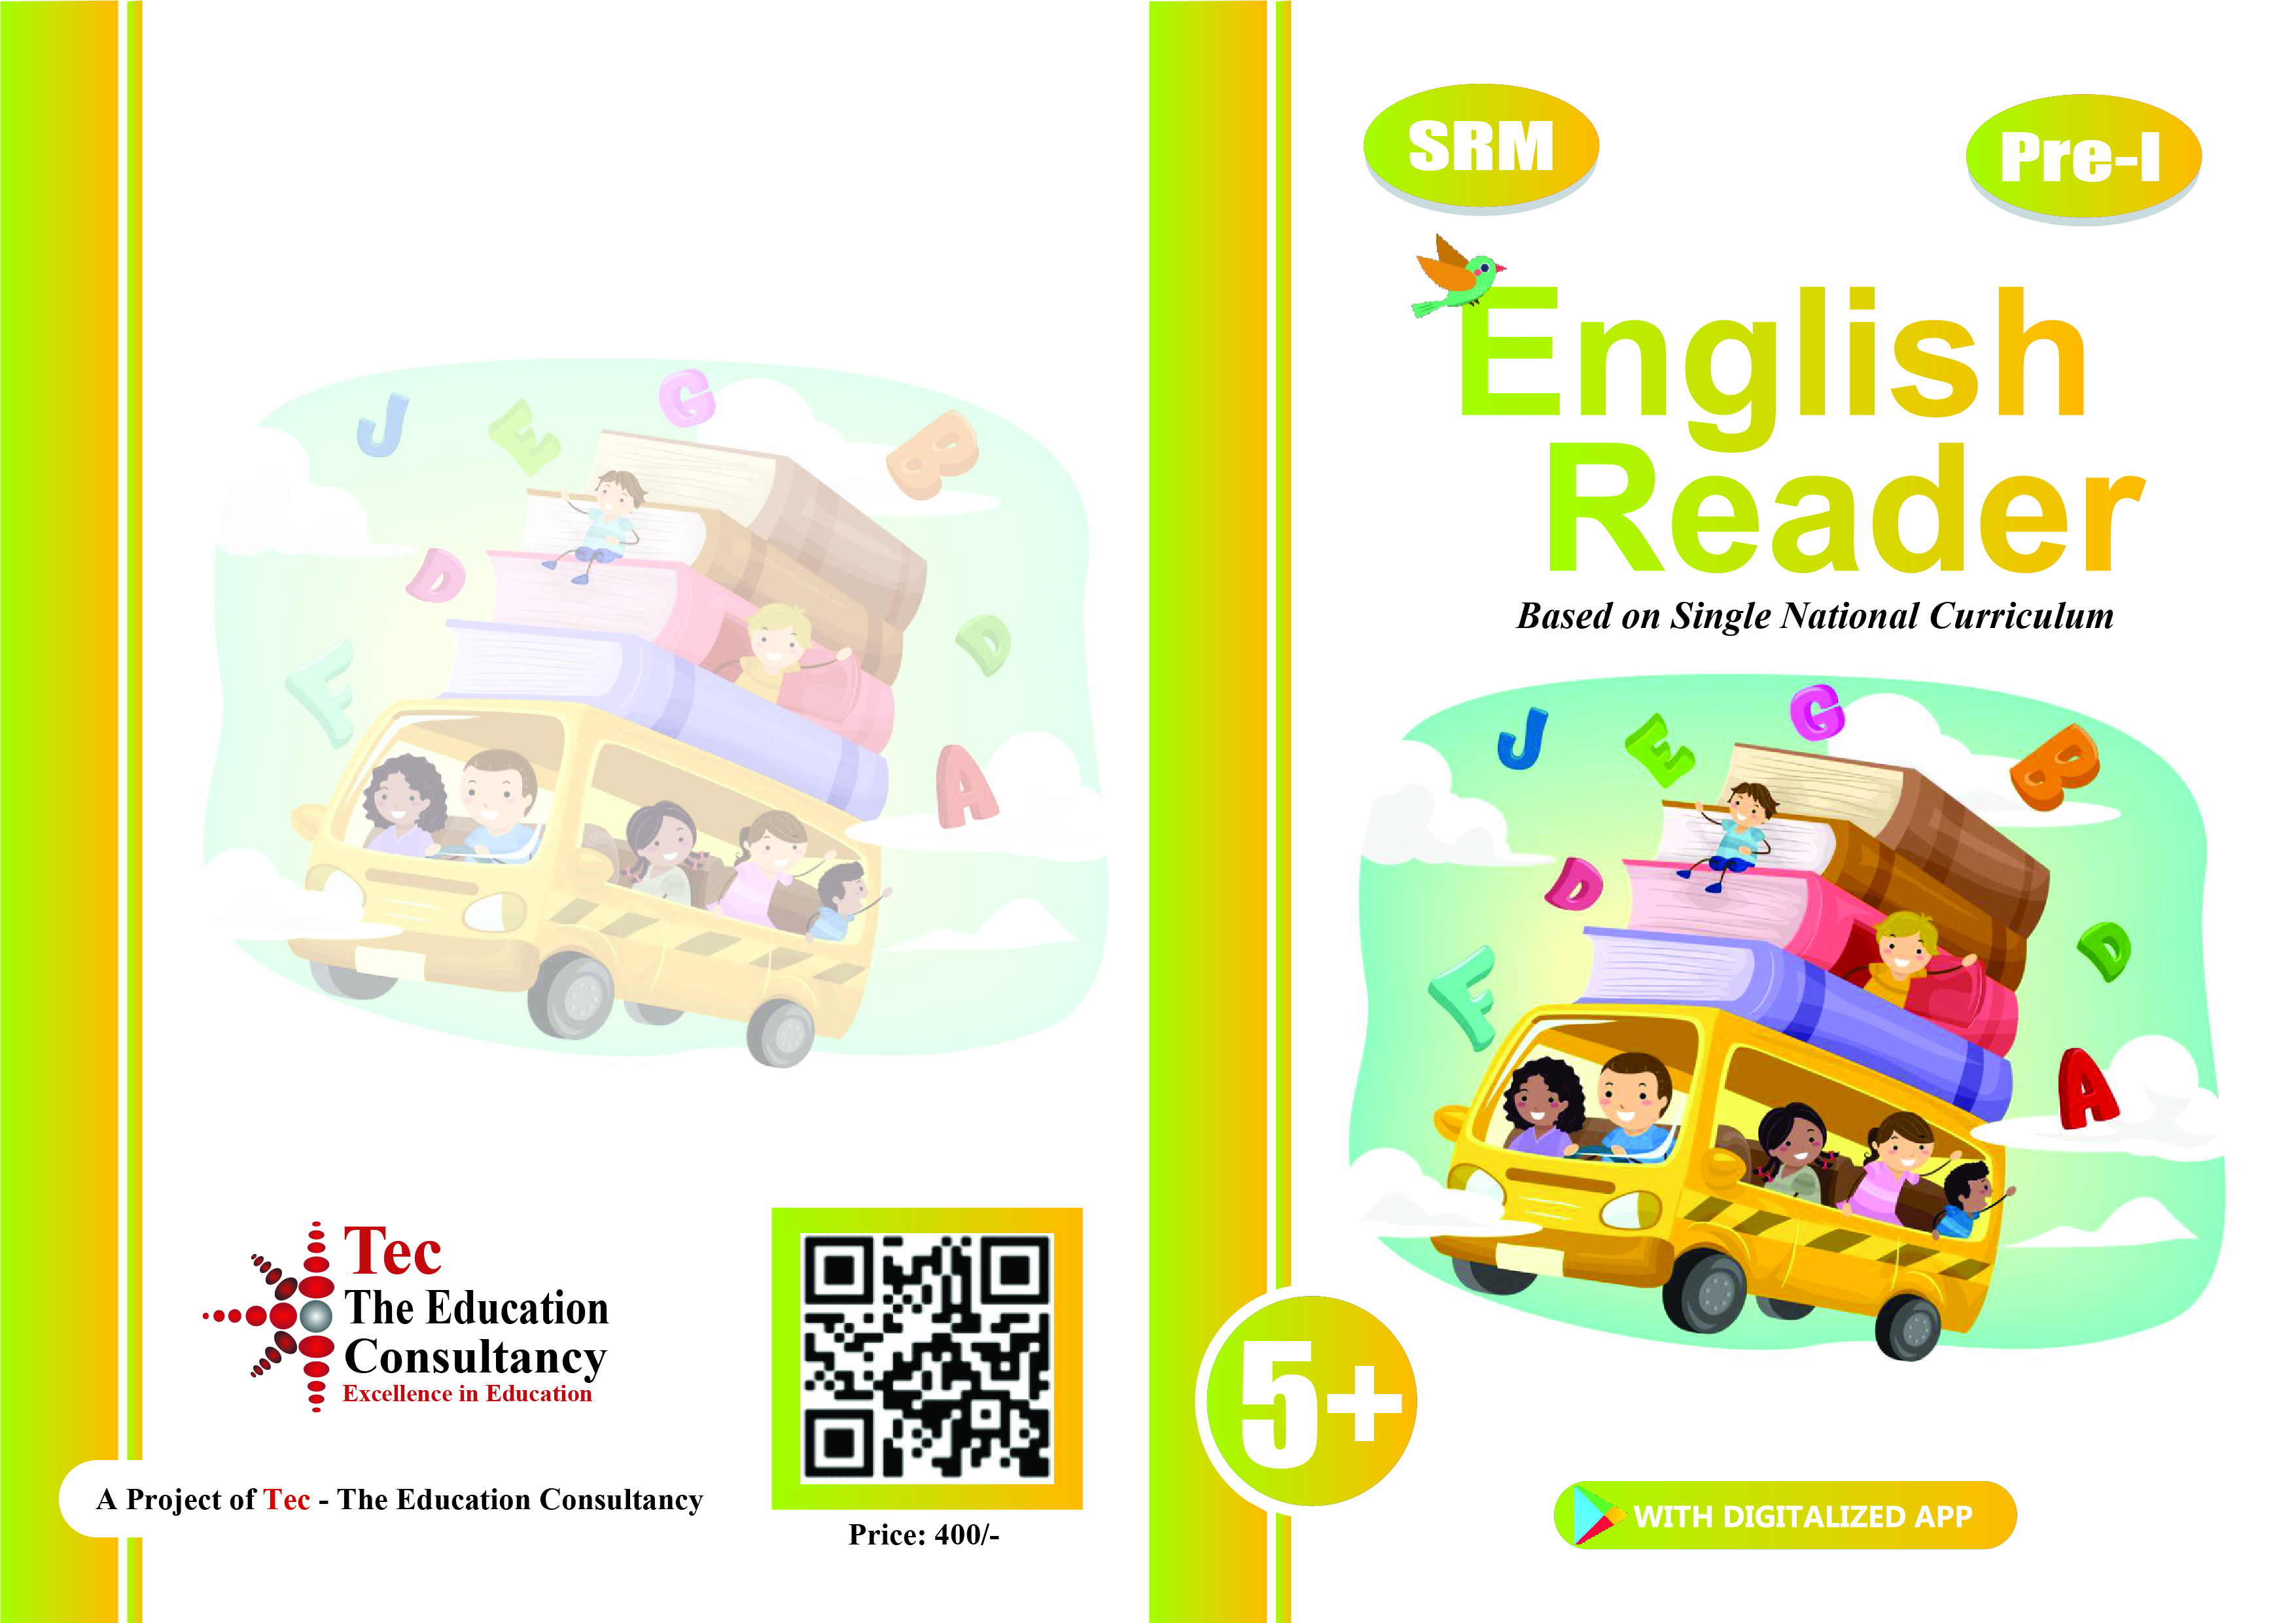 J
E
G
B
D
D
F
A
Tec
The Education
Consultancy
Excellence in Education
A Project of Tec - The Education Consultancy
Price: 400/-
SRM
Pre-I
English
Reader
Based on Single National Curriculum
J
E
G
B
D
D
F
A
5+
WITH DIGITALIZED APP